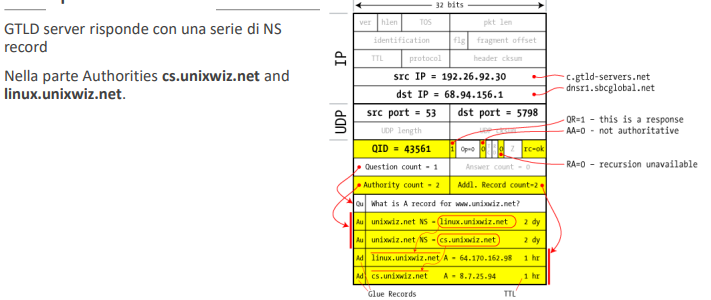 GTLD server risponde con una serie di NS
record
Nella parte Authorities cs.unixwiz.net and
linux.unixwiz.net.
32 bits
IP
ver hlen TOS pkt len
identification flg fragment offset
TTL protocol header cksum
src IP = 192.26.92.30
c.gtld-servers.net
dst IP = 68.94.156.1
dnsr1.sbcglobal.net
UDP
src port = 53 dst port = 5798
UDP length UDP cksum
QR=1 - this is a response
AA=0 - not authoritative
QID = 43561 1 Op=0 0 0 Z rc=ok
RA=0 - recursion unavailable
Question count = 1 Answer count = 0
Authority count = 2 Addl. Record count=2
Qu What is A record for www.unixwiz.net?
Au unixwiz.net NS = linux.unixwiz.net 2 dy
Au unixwiz.net NS = cs.unixwiz.net 2 dy
Ad linux.unixwiz.net A = 64.170.162.98 1 hr
Ad cs.unixwiz.net A = 8.7.25.94 1 hr
Glue Records TTL